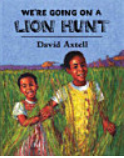 WE'RE GOING ON A
LION HUNT
David Axtell